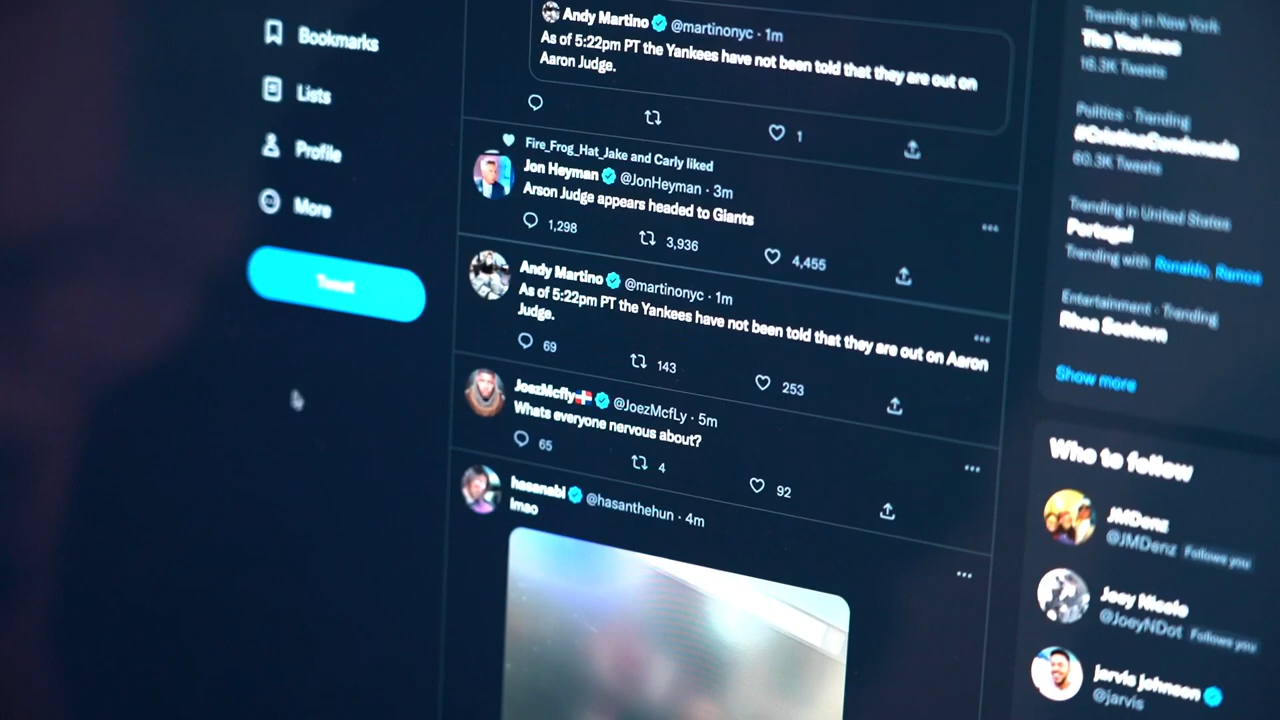 Bookmarks
Lists
Profile
More
Tweet
Andy Martino @martinonyc · 1m
As of 5:22pm PT the Yankees have not been told that they are out on
Aaron Judge.
1
Fire_Frog_Hat_Jake and Carly liked
Jon Heyman @JonHeyman · 3m
Arson Judge appears headed to Giants
1,298 3,936 4,455
Andy Martino @martinonyc · 1m
As of 5:22pm PT the Yankees have not been told that they are out on Aaron
Judge.
69 143 253
JoezMcfly @JoezMcfLy · 5m
Whats everyone nervous about?
65 4 92
hasanabi @hasanthehun · 4m
lmao
Trending in New York
The Yankees
16.3K Tweets
Politics · Trending
#CristinaCondenada
60.3K Tweets
Trending in United States
Portugal
Trending with Ronaldo, Ramos
Entertainment · Trending
Rhea Seehorn
Show more
Who to follow
JMDenz
@JMDenz Follows you
Joey Nicolo
@JoeyNDot Follows you
Jarvis Johnson
@jarvis